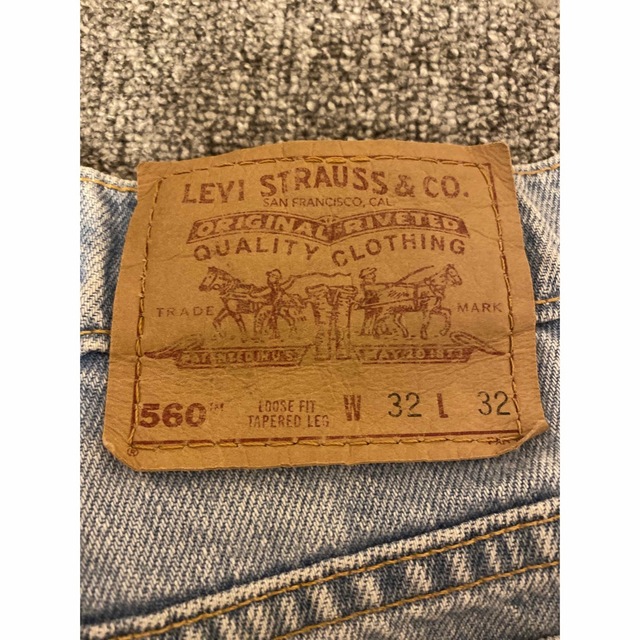 LEVI STRAUSS & CO.
SAN FRANCISCO, CAL
ORIGINAL RIVETED
QUALITY CLOTHING
TRADE MARK
PATENTED IN U.S. MAY 20 1873
560™ LOOSE FIT TAPERED LEG W 32 L 32